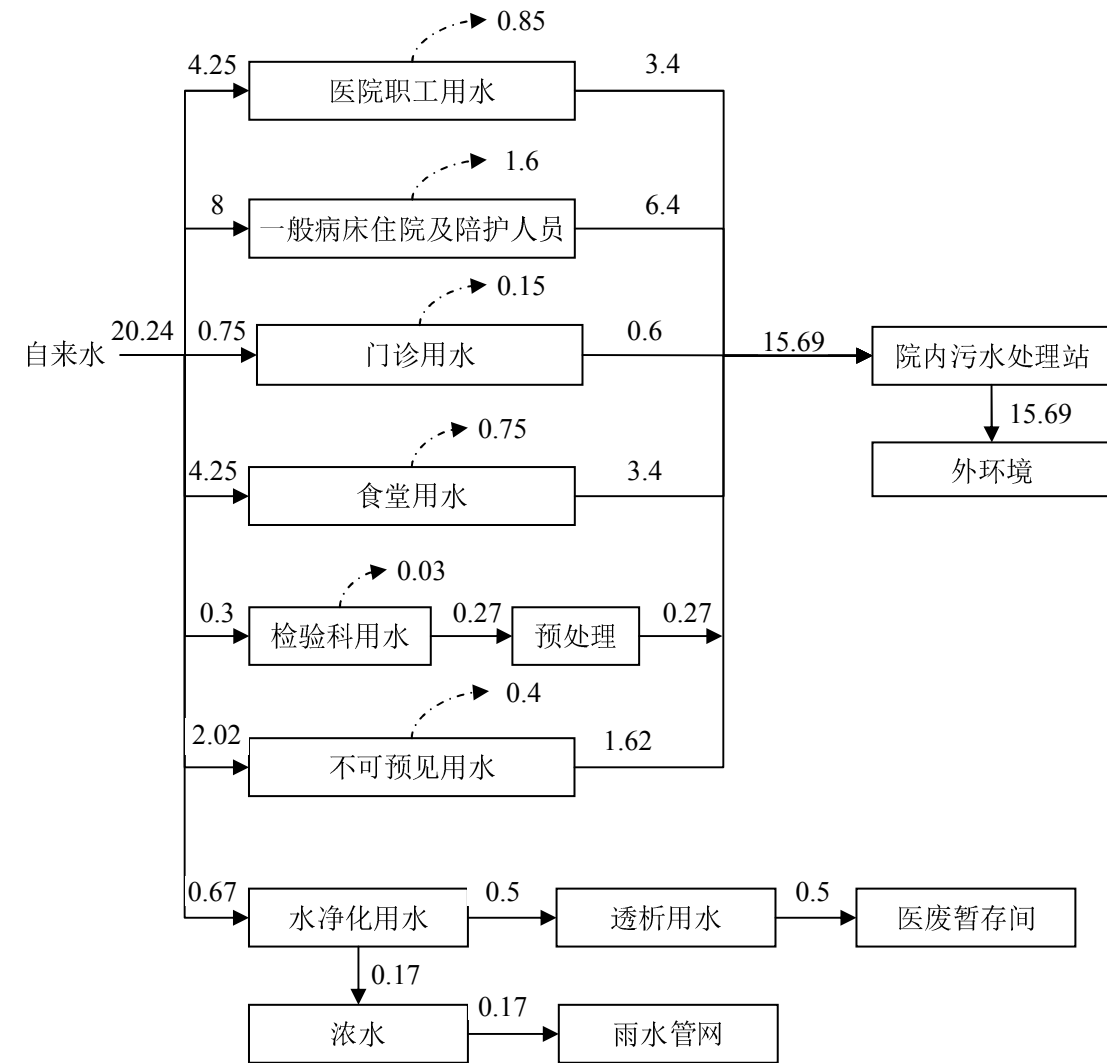 0.85
4.25
医院职工用水
3.4
1.6
8
一般病床住院及陪护人员
6.4
0.15
自来水
20.24
0.75
门诊用水
0.6
15.69
院内污水处理站
15.69
外环境
0.75
4.25
食堂用水
3.4
0.03
0.3
检验科用水
0.27
预处理
0.27
0.4
2.02
不可预见用水
1.62
0.67
水净化用水
0.5
透析用水
0.5
医废暂存间
0.17
浓水
0.17
雨水管网